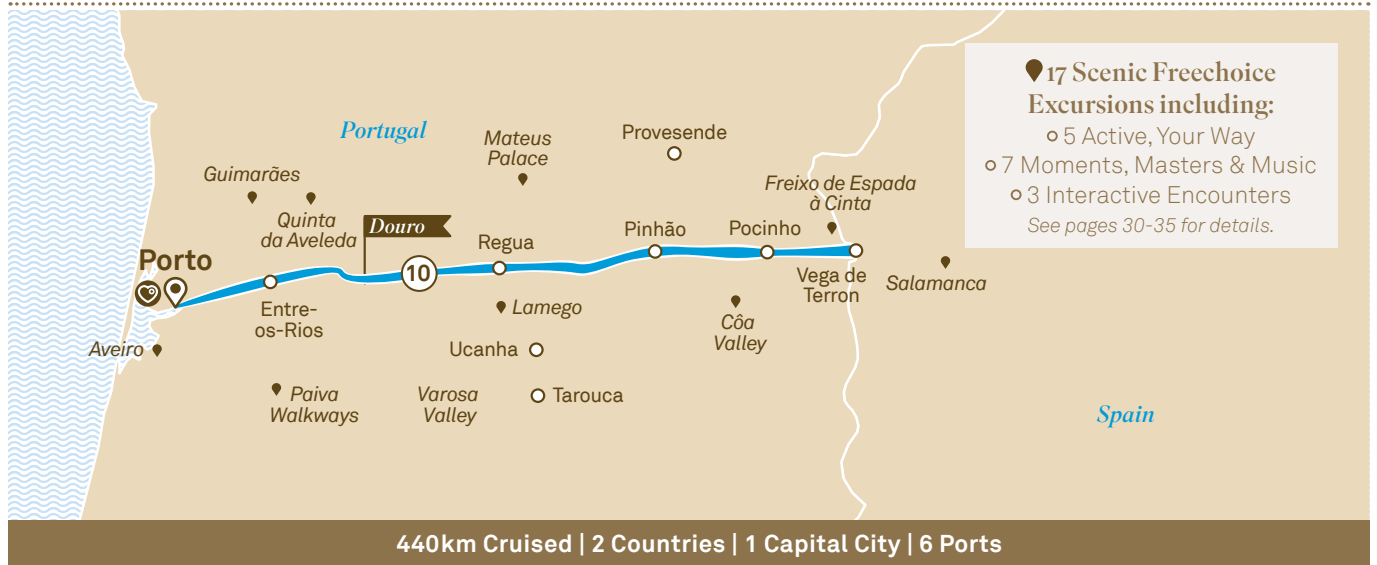 17 Scenic Freechoice
Excursions including:
5 Active, Your Way
7 Moments, Masters & Music
3 Interactive Encounters
See pages 30-35 for details.
Portugal
Mateus
Palace
Provesende
Guimarães
Freixo de Espada
à Cinta
Quinta
da Aveleda
Douro
Regua
Pinhão
Pocinho
Porto
10
Vega de
Terron
Salamanca
Entre-
os-Rios
Lamego
Côa
Valley
Aveiro
Ucanha
Paiva
Walkways
Varosa
Valley
Tarouca
Spain
440km Cruised | 2 Countries | 1 Capital City | 6 Ports